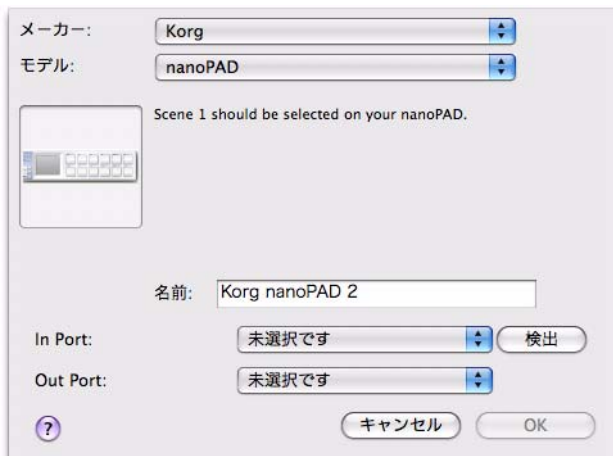 メーカー: Korg
モデル: nanoPAD
Scene 1 should be selected on your nanoPAD.
名前: Korg nanoPAD 2
In Port: 未選択です 検出
Out Port: 未選択です
? キャンセル OK